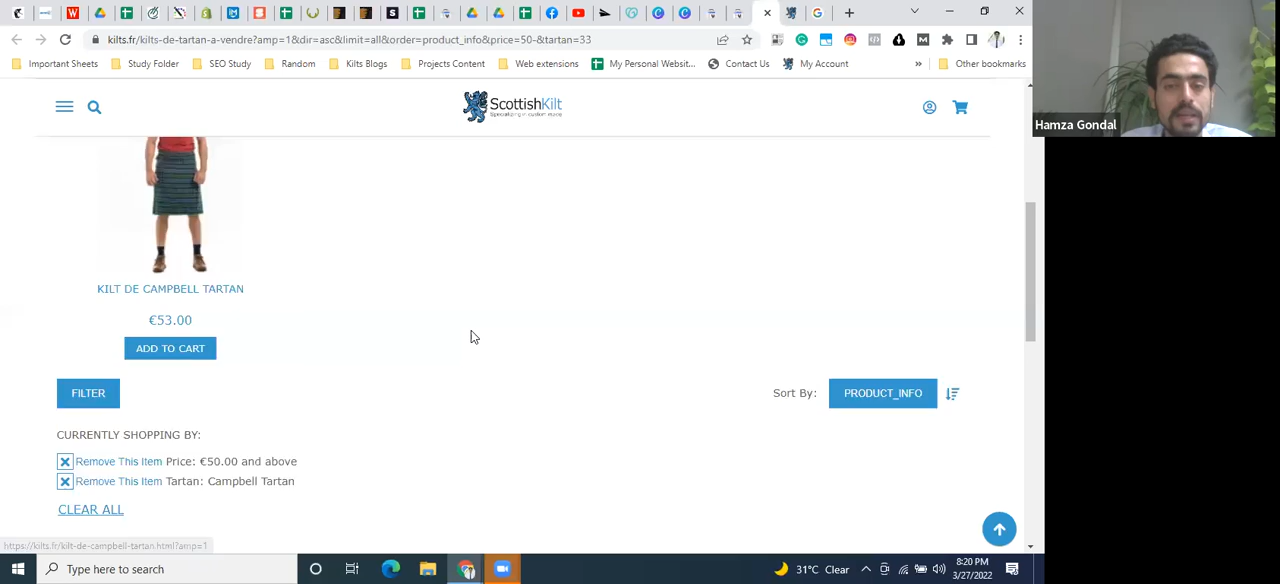 kilts.fr/kilts-de-tartan-a-vendre?amp=1&dir=asc&limit=all&order=product_info&price=50-&tartan=33
Important Sheets
Study Folder
SEO Study
Random
Kilts Blogs
Projects Content
Web extensions
My Personal Website...
Contus Us
My Account
»
Other bookmarks
Hamza Gondal
ScottishKilt
KILT DE CAMPBELL TARTAN
€53.00
ADD TO CART
FILTER
Sort By:
PRODUCT_INFO
CURRENTLY SHOPPING BY:
Remove This Item Price: €50.00 and above
Remove This Item Tartan: Campbell Tartan
CLEAR ALL
https://kilts.fr/kilt-de-campbell-tartan.html?amp=1
Type here to search
31°C Clear
8:20 PM
3/27/2022